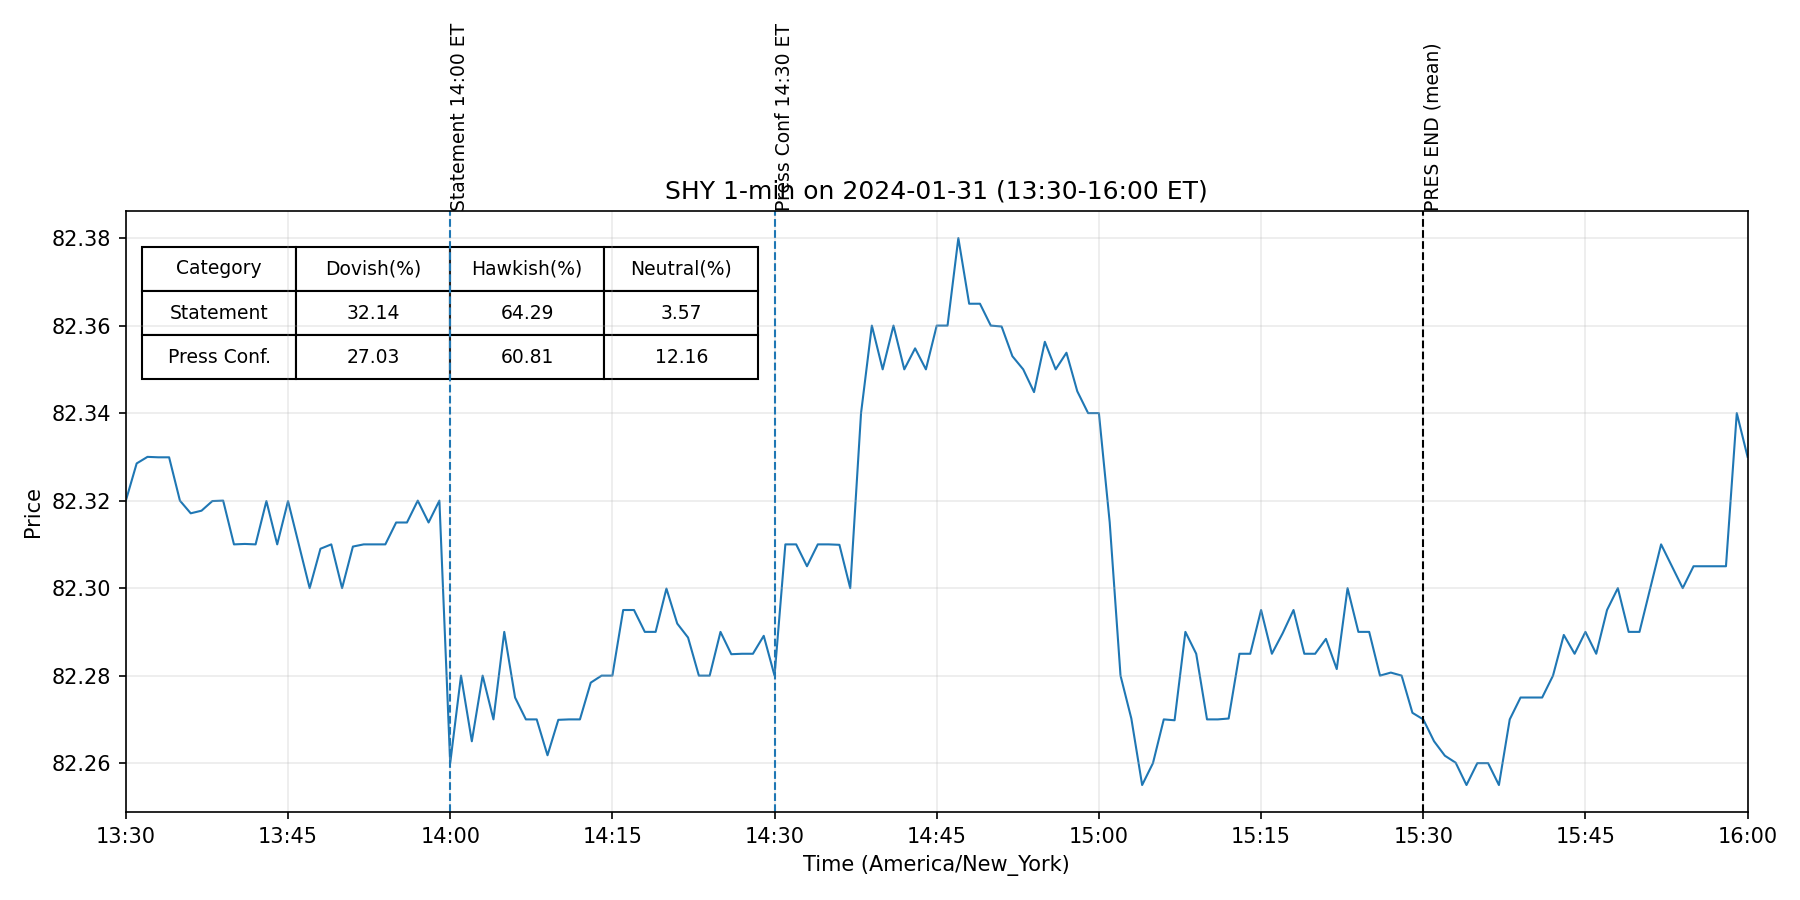 Statement 14:00 ET
Press Conf 14:30 ET
PRES END (mean)
SHY 1-min on 2024-01-31 (13:30-16:00 ET)
Category Dovish(%) Hawkish(%) Neutral(%)
Statement 32.14 64.29 3.57
Press Conf. 27.03 60.81 12.16
Price
82.38
82.36
82.34
82.32
82.30
82.28
82.26
13:30 13:45 14:00 14:15 14:30 14:45 15:00 15:15 15:30 15:45 16:00
Time (America/New_York)